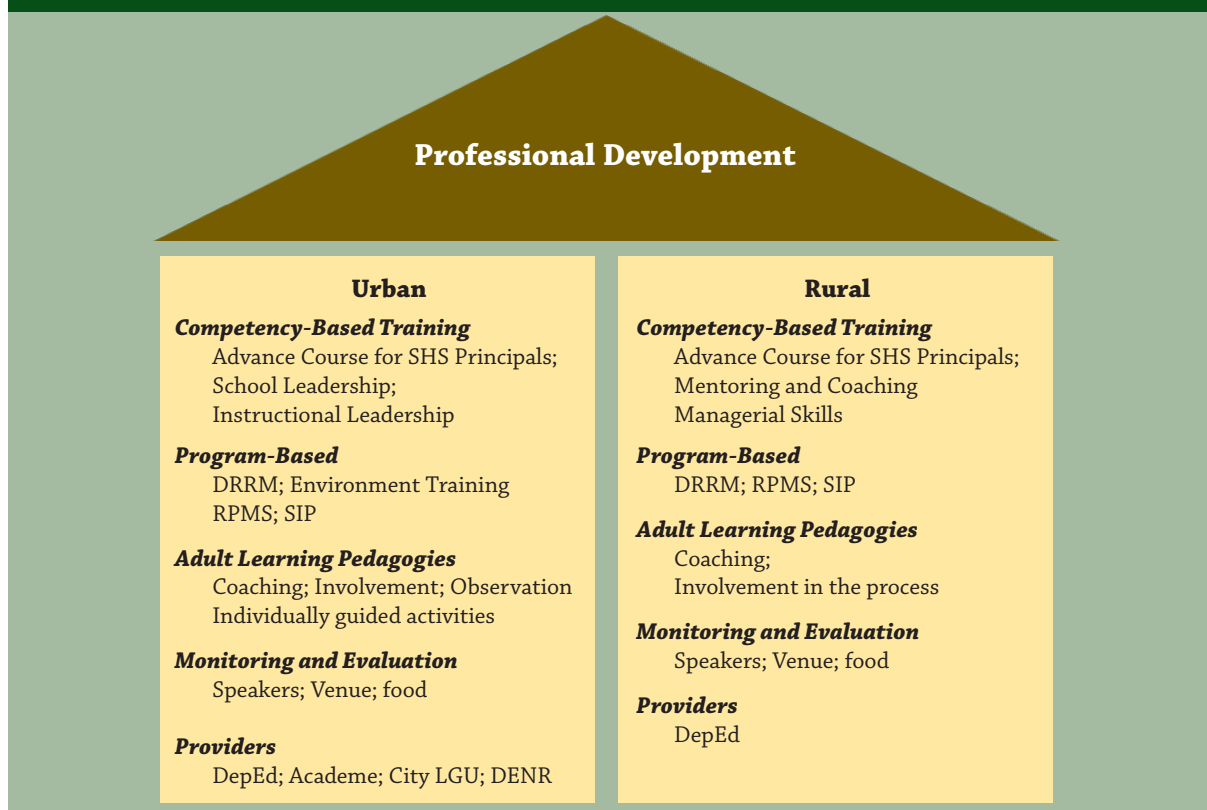 Professional Development
Urban
Competency-Based Training
Advance Course for SHS Principals;
School Leadership;
Instructional Leadership
Program-Based
DRRM; Environment Training
RPMS; SIP
Adult Learning Pedagogies
Coaching; Involvement; Observation
Individually guided activities
Monitoring and Evaluation
Speakers; Venue; food
Providers
DepEd; Academe; City LGU; DENR
Rural
Competency-Based Training
Advance Course for SHS Principals;
Mentoring and Coaching
Managerial Skills
Program-Based
DRRM; RPMS; SIP
Adult Learning Pedagogies
Coaching;
Involvement in the process
Monitoring and Evaluation
Speakers; Venue; food
Providers
DepEd